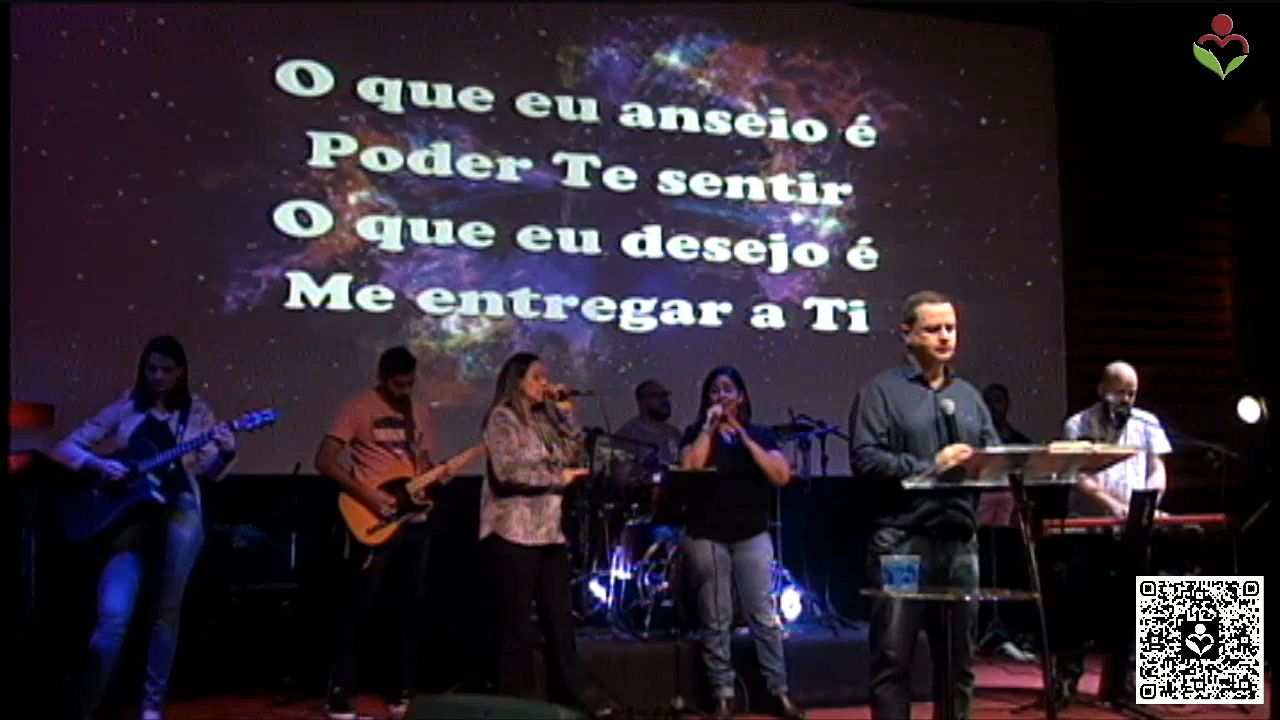 O que eu anseio é
Poder Te sentir
O que eu desejo é
Me entregar a Ti